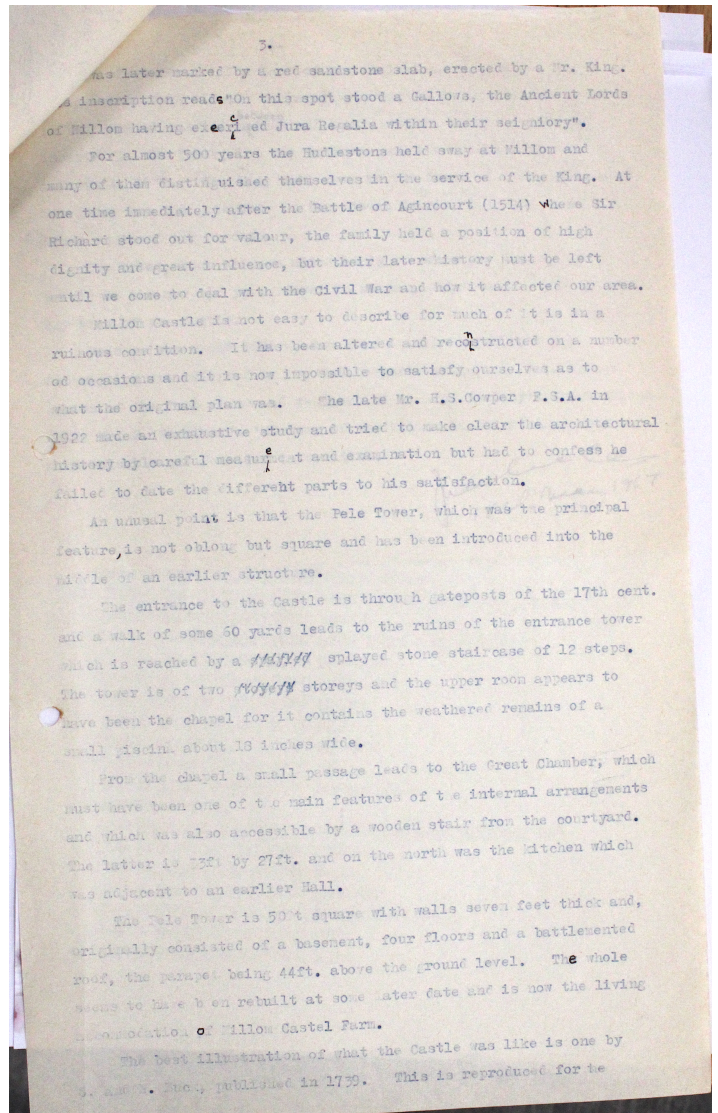 3.
was later marked by a red sandstone slab, erected by a Mr. King.
inscription reads "On this spot stood a Gallows, the Ancient Lords
of Millom having exercised Jura Regalia within their seigniory".
For almost 500 years the Hudlestons held sway at Millom and
many of them distinguished themselves in the service of the King. At
one time immediately after the Battle of Agincourt (1514) where Sir
Richard stood out for valour, the family held a position of high
dignity and great influence, but their later history must be left
until we come to deal with the Civil War and how it affected our area.
Millom Castle is not easy to describe for much of it is in a
ruinous condition. It has been altered and reconstructed on a number
od occasions and it is now impossible to satisfy ourselves as to
what the original plan was. The late Mr. H.S.Cowper, F.S.A. in
1922 made an exhaustive study and tried to make clear the architectural
history by careful measurement and examination but had to confess he
failed to date the different parts to his satisfaction.
An unusal point is that the Pele Tower, which was the principal
feature, is not oblong but square and has been introduced into the
middle of an earlier structure.
The entrance to the Castle is through gateposts of the 17th cent.
and a walk of some 60 yards leads to the ruins of the entrance tower
which is reached by a splayed stone staircase of 12 steps.
The tower is of two storeys and the upper room appears to
have been the chapel for it contains the weathered remains of a
small piscina about 18 inches wide.
From the chapel a small passage leads to the Great Chamber, which
must have been one of the main features of the internal arrangements
and which was also accessible by a wooden stair from the courtyard.
The latter is by 27ft. and on the north was the kitchen which
was adjacent to an earlier Hall.
The Pele Tower is 50ft square with walls seven feet thick and,
originally consisted of a basement, four floors and a battlemented
roof, the parapet being 44ft. above the ground level. The whole
seems to have been rebuilt at some later date and is now the living
accommodation of Millom Castel Farm.
The best illustration of what the Castle was like is one by
S. and N. Buck, published in 1739. This is reproduced for me